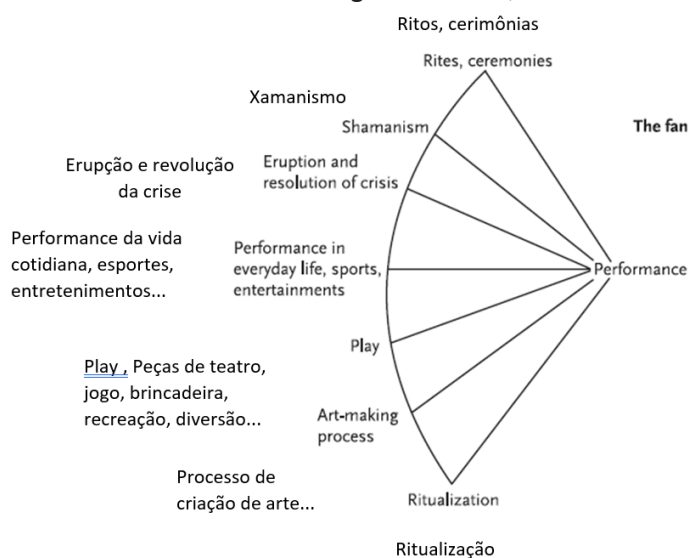 Ritos, cerimônias
Rites, ceremonies
Xamanismo
Shamanism
The fan
Erupção e revolução
da crise
Eruption and
resolution of crisis
Performance da vida
cotidiana, esportes,
entretenimentos...
Performance in
everyday life, sports,
entertainments
Performance
Play
Play , Peças de teatro,
jogo, brincadeira,
recreação, diversão...
Art-making
process
Processo de
criação de arte...
Ritualization
Ritualização